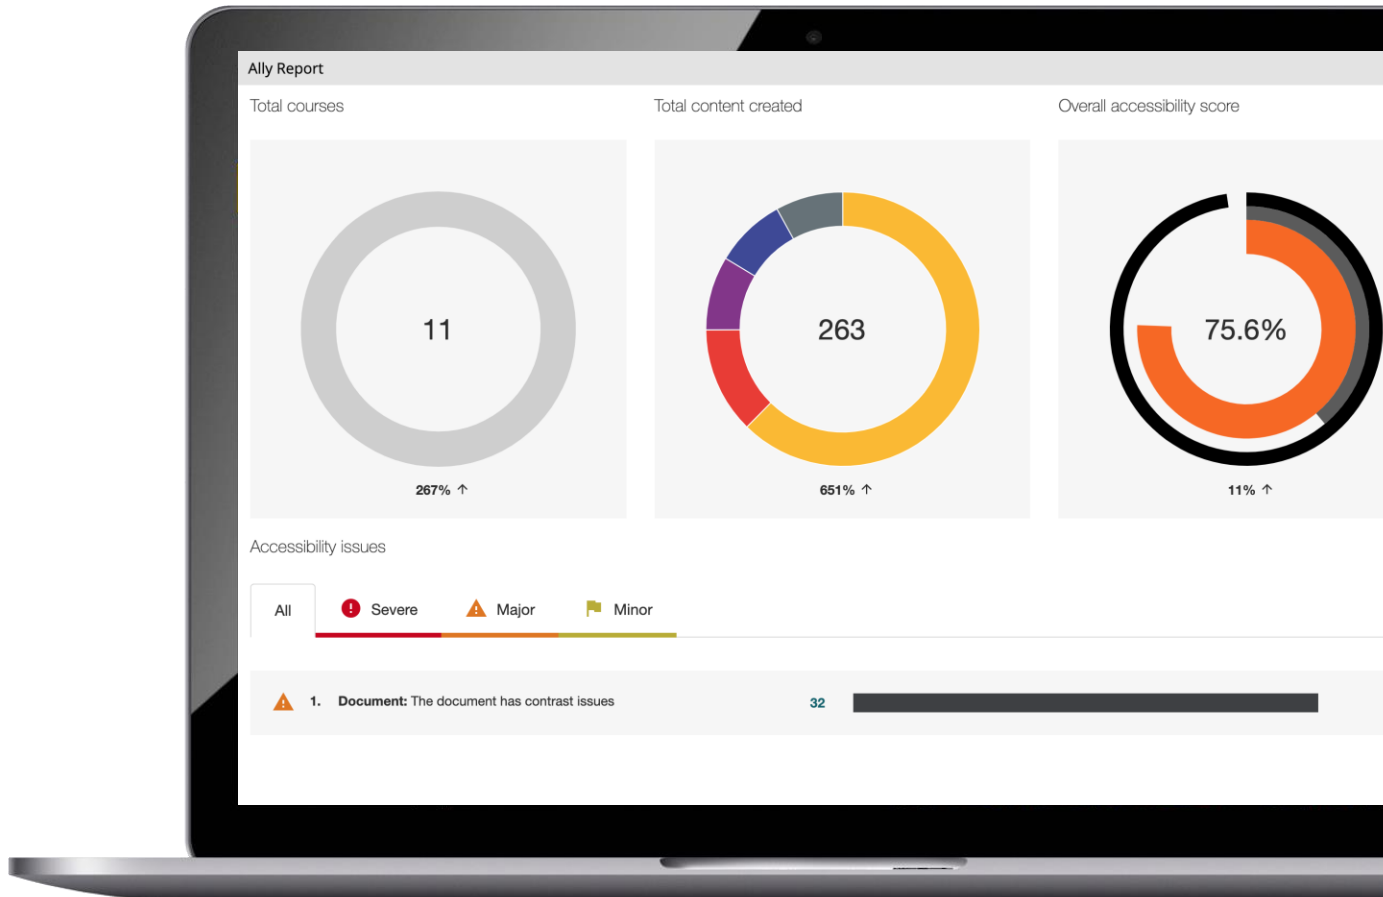 Ally Report
Total courses
Total content created
Overall accessibility score
11
263
75.6%
267% ↑
651% ↑
11% ↑
Accessibility issues
All
Severe
Major
Minor
1. Document: The document has contrast issues 32